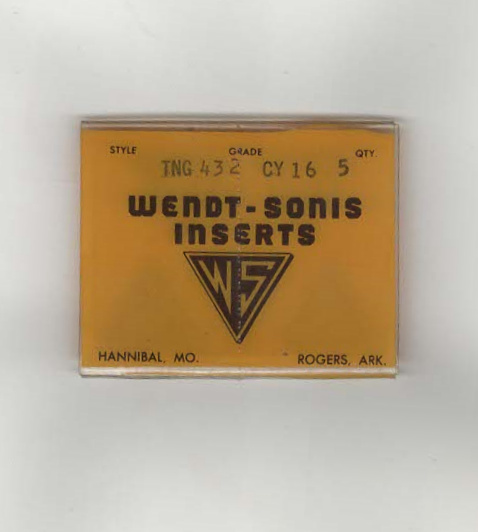 STYLE GRADE QTY.
TNG 432 CY16 5
WENDT-SONIS
INSERTS
WS
HANNIBAL, MO. ROGERS, ARK.